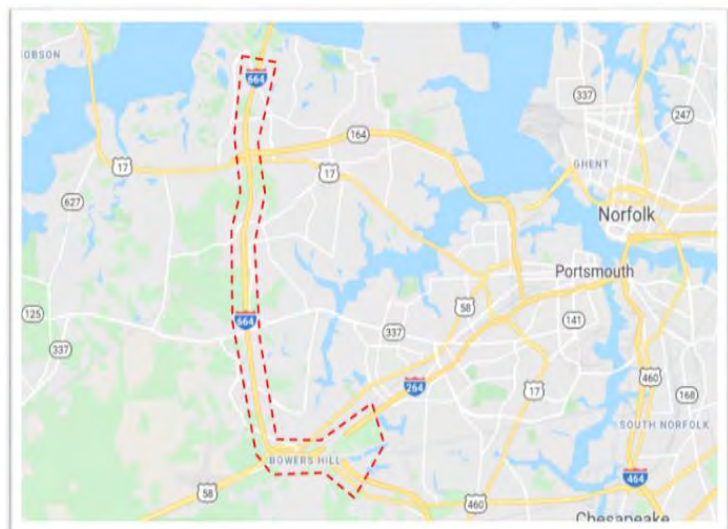 OBSON
664
337
247
164
17
17
GHENT
627
Norfolk
Portsmouth
125
664
58
141
337
337
264
17
460
168
SOUTH NORFOLK
BOWERS HILL
58
460
464
Chesapeake